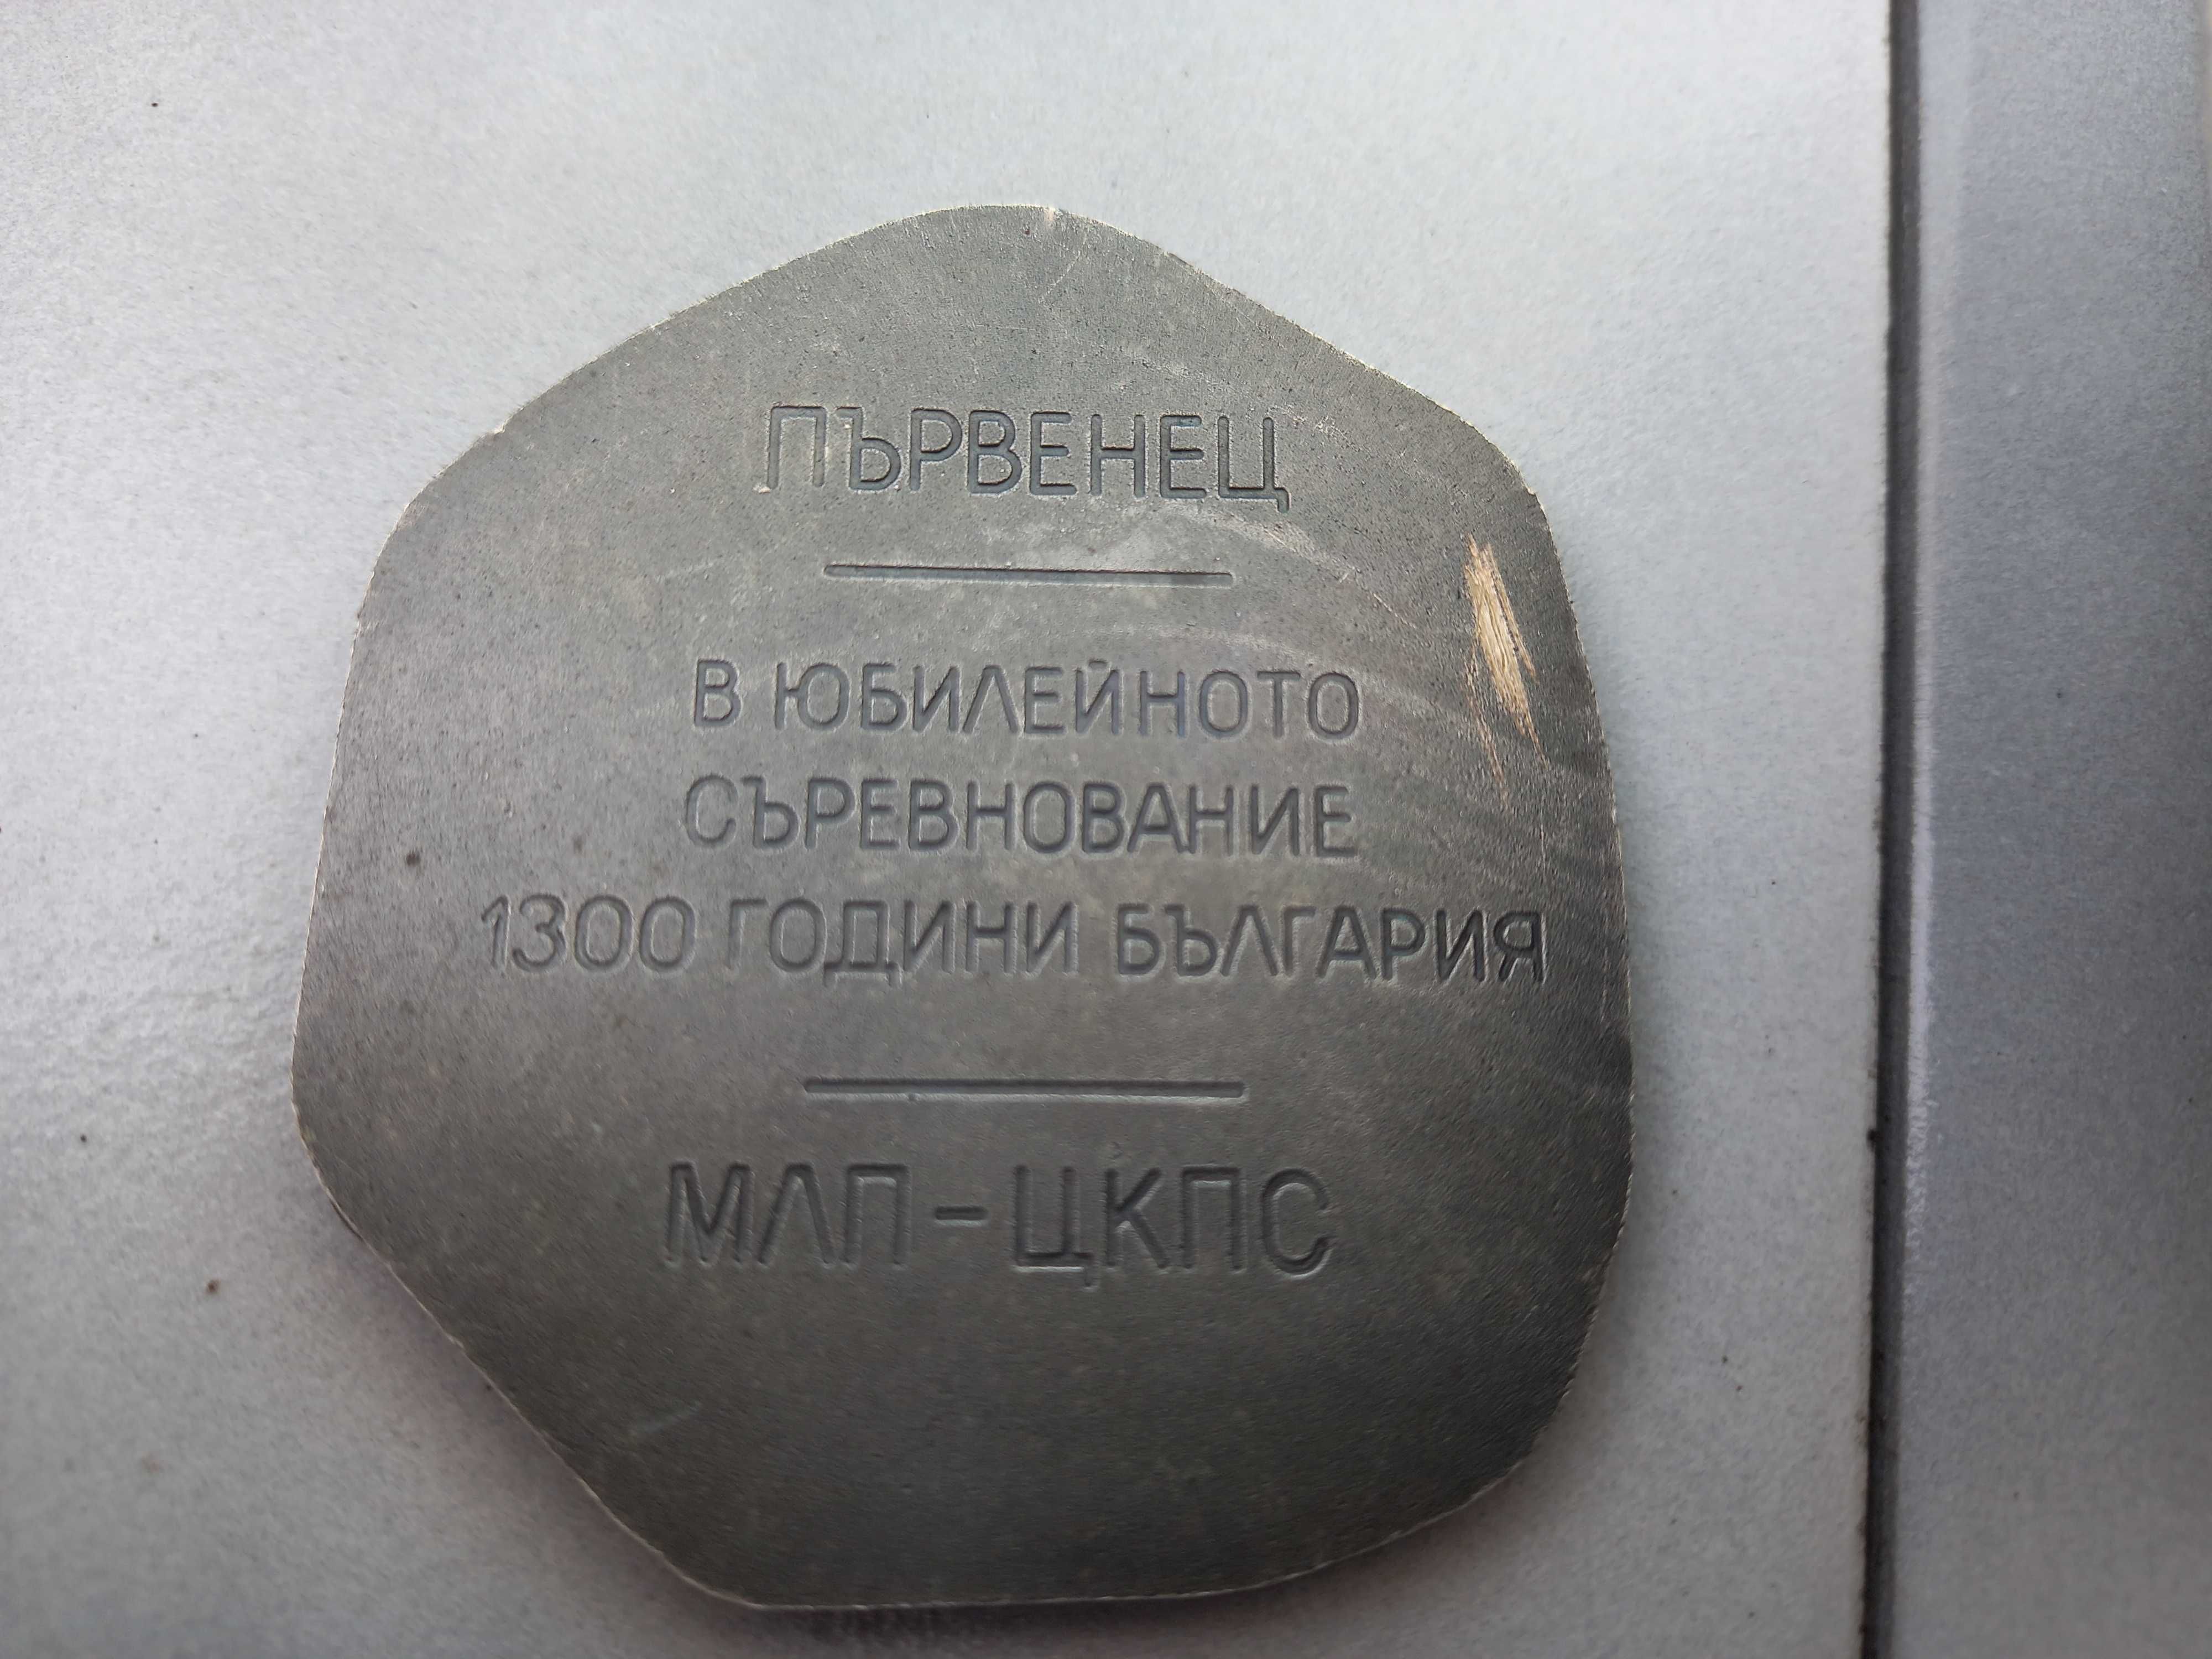 ПЪРВЕНЕЦ
В ЮБИЛЕЙНОТО
СЪРЕВНОВАНИЕ
1300 ГОДИНИ БЪЛГАРИЯ
МЛП-ЦКПС